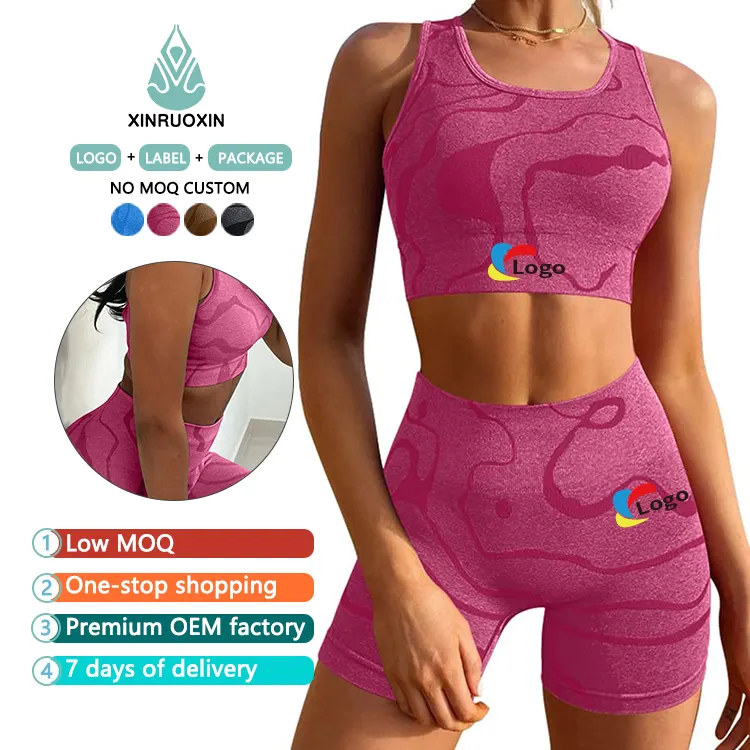 XINRUOXIN
LOGO + LABEL + PACKAGE
NO MOQ CUSTOM
Logo
Logo
1 Low MOQ
2 One-stop shopping
3 Premium OEM factory
4 7 days of delivery